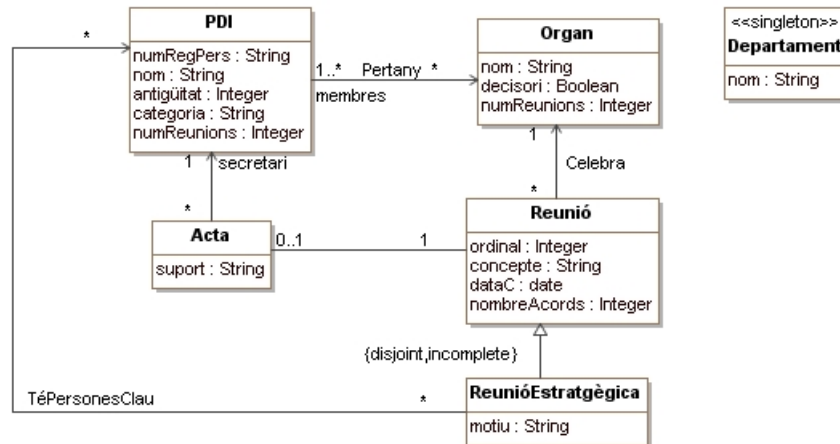 PDI
numRegPers : String
nom : String
antigüitat : Integer
categoria : String
numReunions : Integer
*
1..* Pertany *
membres
Organ
nom : String
decisori : Boolean
numReunions : Integer
<<singleton>>
Departament
nom : String
1 secretari
*
1
Celebra
*
Acta
suport : String
0..1 1
Reunió
ordinal : Integer
concepte : String
dataC : date
nombreAcords : Integer
{disjoint,incomplete}
TéPersonesClau *
ReunióEstratgègica
motiu : String